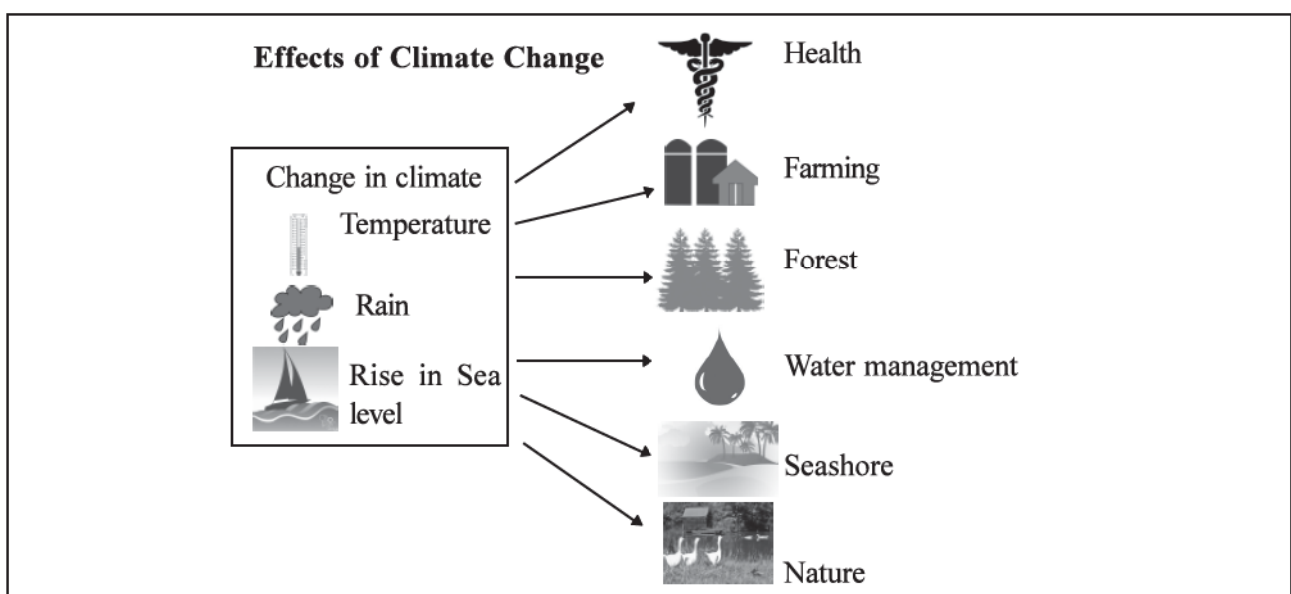 Effects of Climate Change
Change in climate
Temperature
Rain
Rise in Sea
level
Health
Farming
Forest
Water management
Seashore
Nature